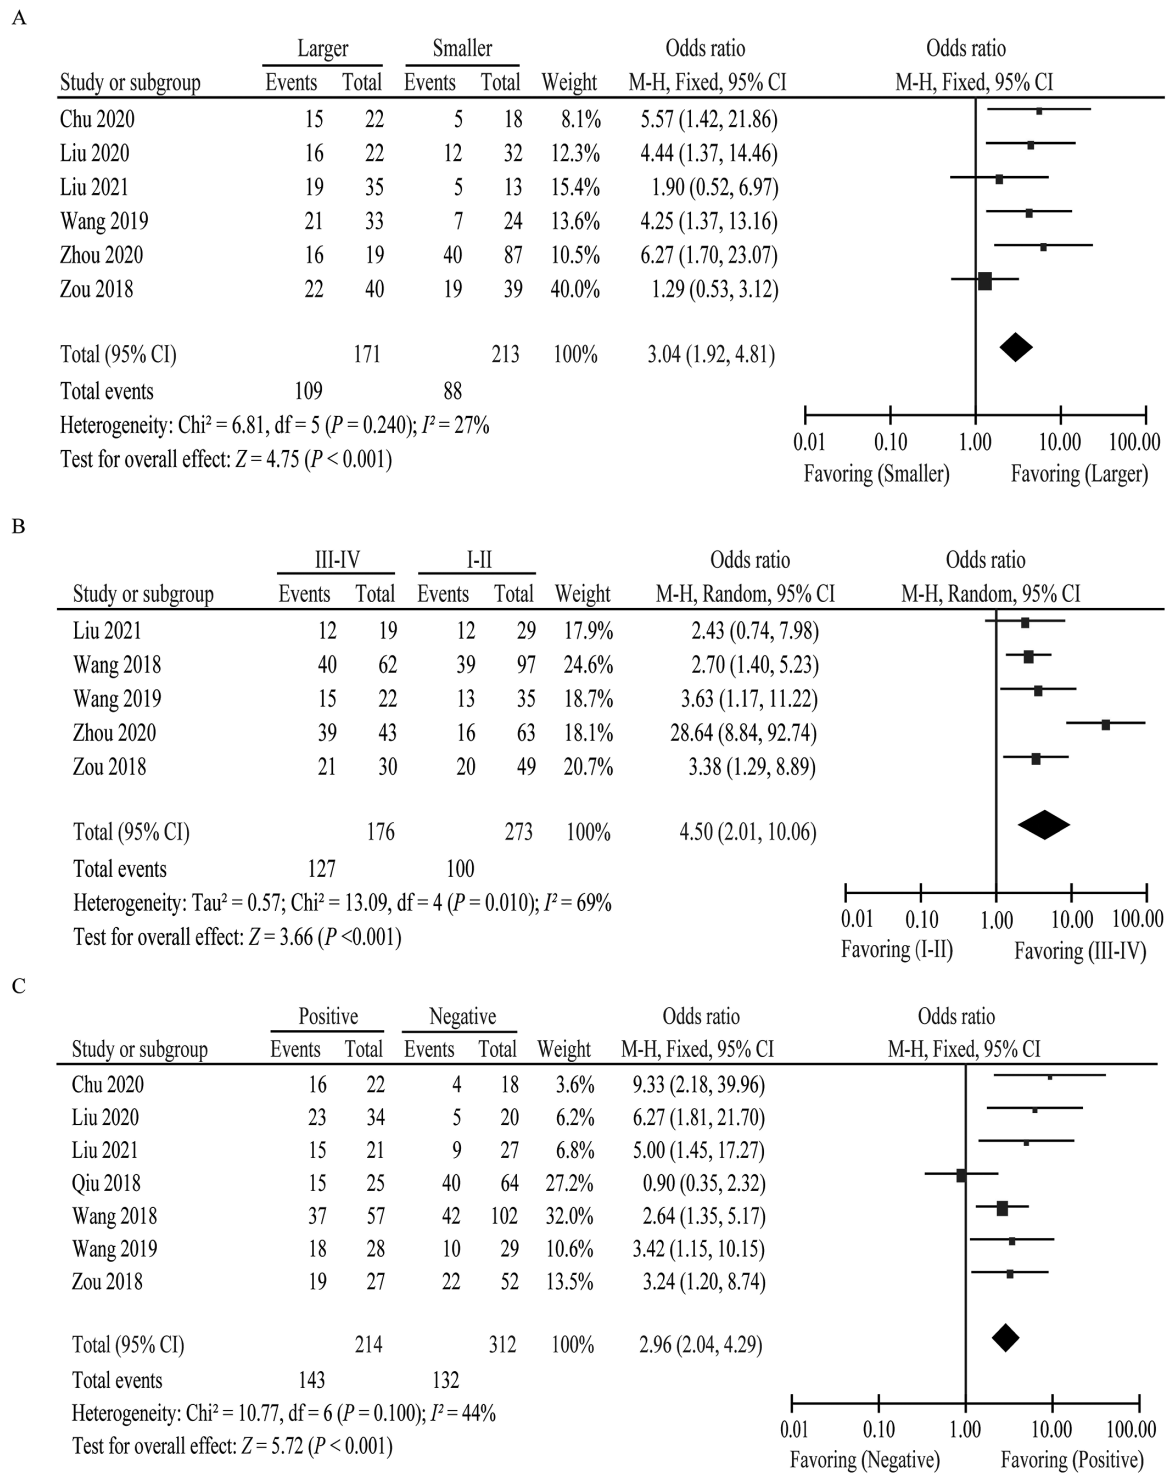 A
Larger Smaller Odds ratio Odds ratio
Study or subgroup Events Total Events Total Weight M-H, Fixed, 95% CI M-H, Fixed, 95% CI
Chu 2020 15 22 5 18 8.1% 5.57 (1.42, 21.86)
Liu 2020 16 22 12 32 12.3% 4.44 (1.37, 14.46)
Liu 2021 19 35 5 13 15.4% 1.90 (0.52, 6.97)
Wang 2019 21 33 7 24 13.6% 4.25 (1.37, 13.16)
Zhou 2020 16 19 40 87 10.5% 6.27 (1.70, 23.07)
Zou 2018 22 40 19 39 40.0% 1.29 (0.53, 3.12)
Total (95% CI) 171 213 100% 3.04 (1.92, 4.81)
Total events 109 88
Heterogeneity: Chi² = 6.81, df = 5 (P = 0.240); I² = 27%
Test for overall effect: Z = 4.75 (P < 0.001)
0.01 0.10 1.00 10.00 100.00
Favoring (Smaller) Favoring (Larger)
B
III-IV I-II Odds ratio Odds ratio
Study or subgroup Events Total Events Total Weight M-H, Random, 95% CI M-H, Random, 95% CI
Liu 2021 12 19 12 29 17.9% 2.43 (0.74, 7.98)
Wang 2018 40 62 39 97 24.6% 2.70 (1.40, 5.23)
Wang 2019 15 22 13 35 18.7% 3.63 (1.17, 11.22)
Zhou 2020 39 43 16 63 18.1% 28.64 (8.84, 92.74)
Zou 2018 21 30 20 49 20.7% 3.38 (1.29, 8.89)
Total (95% CI) 176 273 100% 4.50 (2.01, 10.06)
Total events 127 100
Heterogeneity: Tau² = 0.57; Chi² = 13.09, df = 4 (P = 0.010); I² = 69%
Test for overall effect: Z = 3.66 (P <0.001)
0.01 0.10 1.00 10.00 100.00
Favoring (I-II) Favoring (III-IV)
C
Positive Negative Odds ratio Odds ratio
Study or subgroup Events Total Events Total Weight M-H, Fixed, 95% CI M-H, Fixed, 95% CI
Chu 2020 16 22 4 18 3.6% 9.33 (2.18, 39.96)
Liu 2020 23 34 5 20 6.2% 6.27 (1.81, 21.70)
Liu 2021 15 21 9 27 6.8% 5.00 (1.45, 17.27)
Qiu 2018 15 25 40 64 27.2% 0.90 (0.35, 2.32)
Wang 2018 37 57 42 102 32.0% 2.64 (1.35, 5.17)
Wang 2019 18 28 10 29 10.6% 3.42 (1.15, 10.15)
Zou 2018 19 27 22 52 13.5% 3.24 (1.20, 8.74)
Total (95% CI) 214 312 100% 2.96 (2.04, 4.29)
Total events 143 132
Heterogeneity: Chi² = 10.77, df = 6 (P = 0.100); I² = 44%
Test for overall effect: Z = 5.72 (P < 0.001)
0.01 0.10 1.00 10.00 100.00
Favoring (Negative) Favoring (Positive)